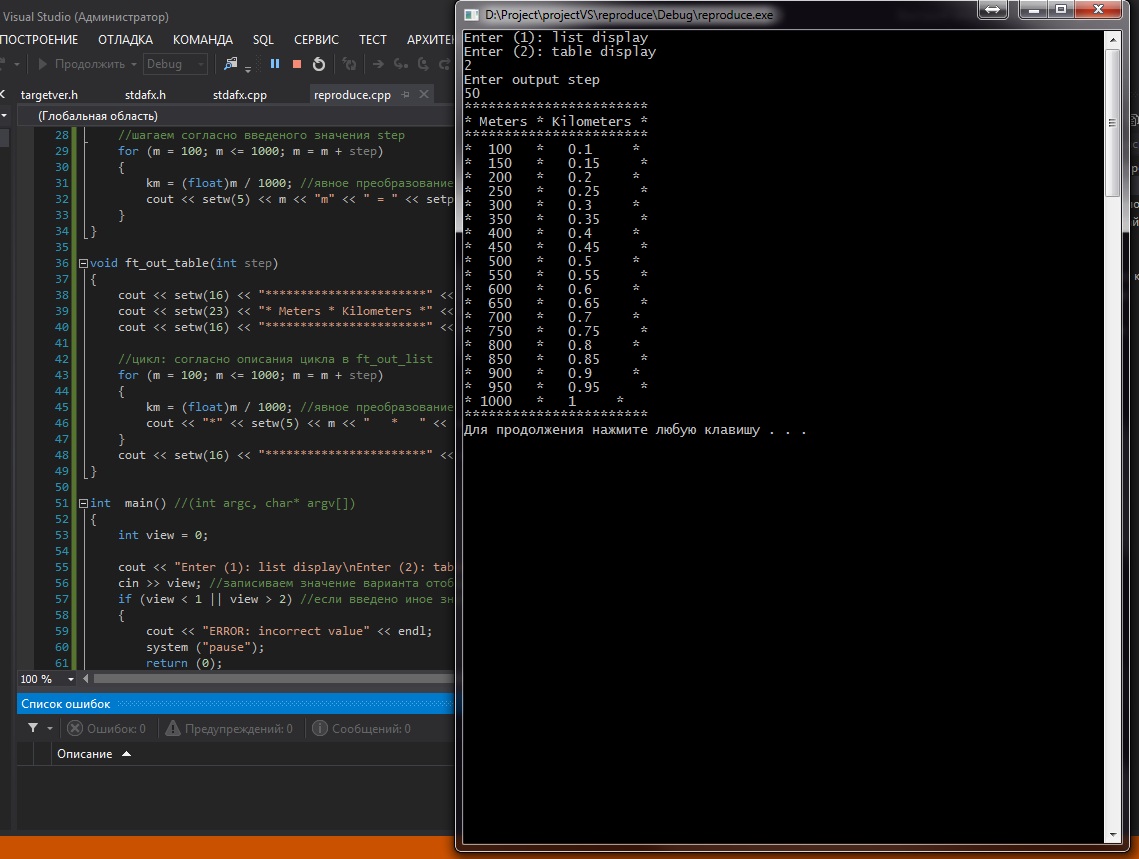 Visual Studio (Администратор)
ПОСТРОЕНИЕ ОТЛАДКА КОМАНДА SQL СЕРВИС ТЕСТ АРХИТЕ
Продолжить Debug
targetver.h stdafx.h stdafx.cpp reproduce.cpp
(Глобальная область)
28 //шагаем согласно введеного значения step
29 for (m = 100; m <= 1000; m = m + step)
30 {
31 km = (float)m / 1000; //явное преобразование
32 cout << setw(5) << m << "m" << " = " << setp
33 }
34 }
35
36 void ft_out_table(int step)
37 {
38 cout << setw(16) << "***********************" <<
39 cout << setw(23) << "* Meters * Kilometers *" <<
40 cout << setw(16) << "***********************" <<
41
42 //цикл: согласно описания цикла в ft_out_list
43 for (m = 100; m <= 1000; m = m + step)
44 {
45 km = (float)m / 1000; //явное преобразование
46 cout << "*" << setw(5) << m << "   *   " <<
47 }
48 cout << setw(16) << "***********************" <<
49 }
50
51 int  main() //(int argc, char* argv[])
52 {
53 int view = 0;
54
55 cout << "Enter (1): list display\nEnter (2): tab
56 cin >> view; //записываем значение варианта отоб
57 if (view < 1 || view > 2) //если введено иное зн
58 {
59 cout << "ERROR: incorrect value" << endl;
60 system ("pause");
61 return (0);
100 %
Список ошибок
Ошибок: 0 Предупреждений: 0 Сообщений: 0
Описание
D:\Project\projectVS\reproduce\Debug\reproduce.exe
Enter (1): list display
Enter (2): table display
2
Enter output step
50
***********************
* Meters * Kilometers *
***********************
*  100   *   0.1     *
*  150   *   0.15     *
*  200   *   0.2     *
*  250   *   0.25     *
*  300   *   0.3     *
*  350   *   0.35     *
*  400   *   0.4     *
*  450   *   0.45     *
*  500   *   0.5     *
*  550   *   0.55     *
*  600   *   0.6     *
*  650   *   0.65     *
*  700   *   0.7     *
*  750   *   0.75     *
*  800   *   0.8     *
*  850   *   0.85     *
*  900   *   0.9     *
*  950   *   0.95     *
* 1000   *   1     *
***********************
Для продолжения нажмите любую клавишу . . .